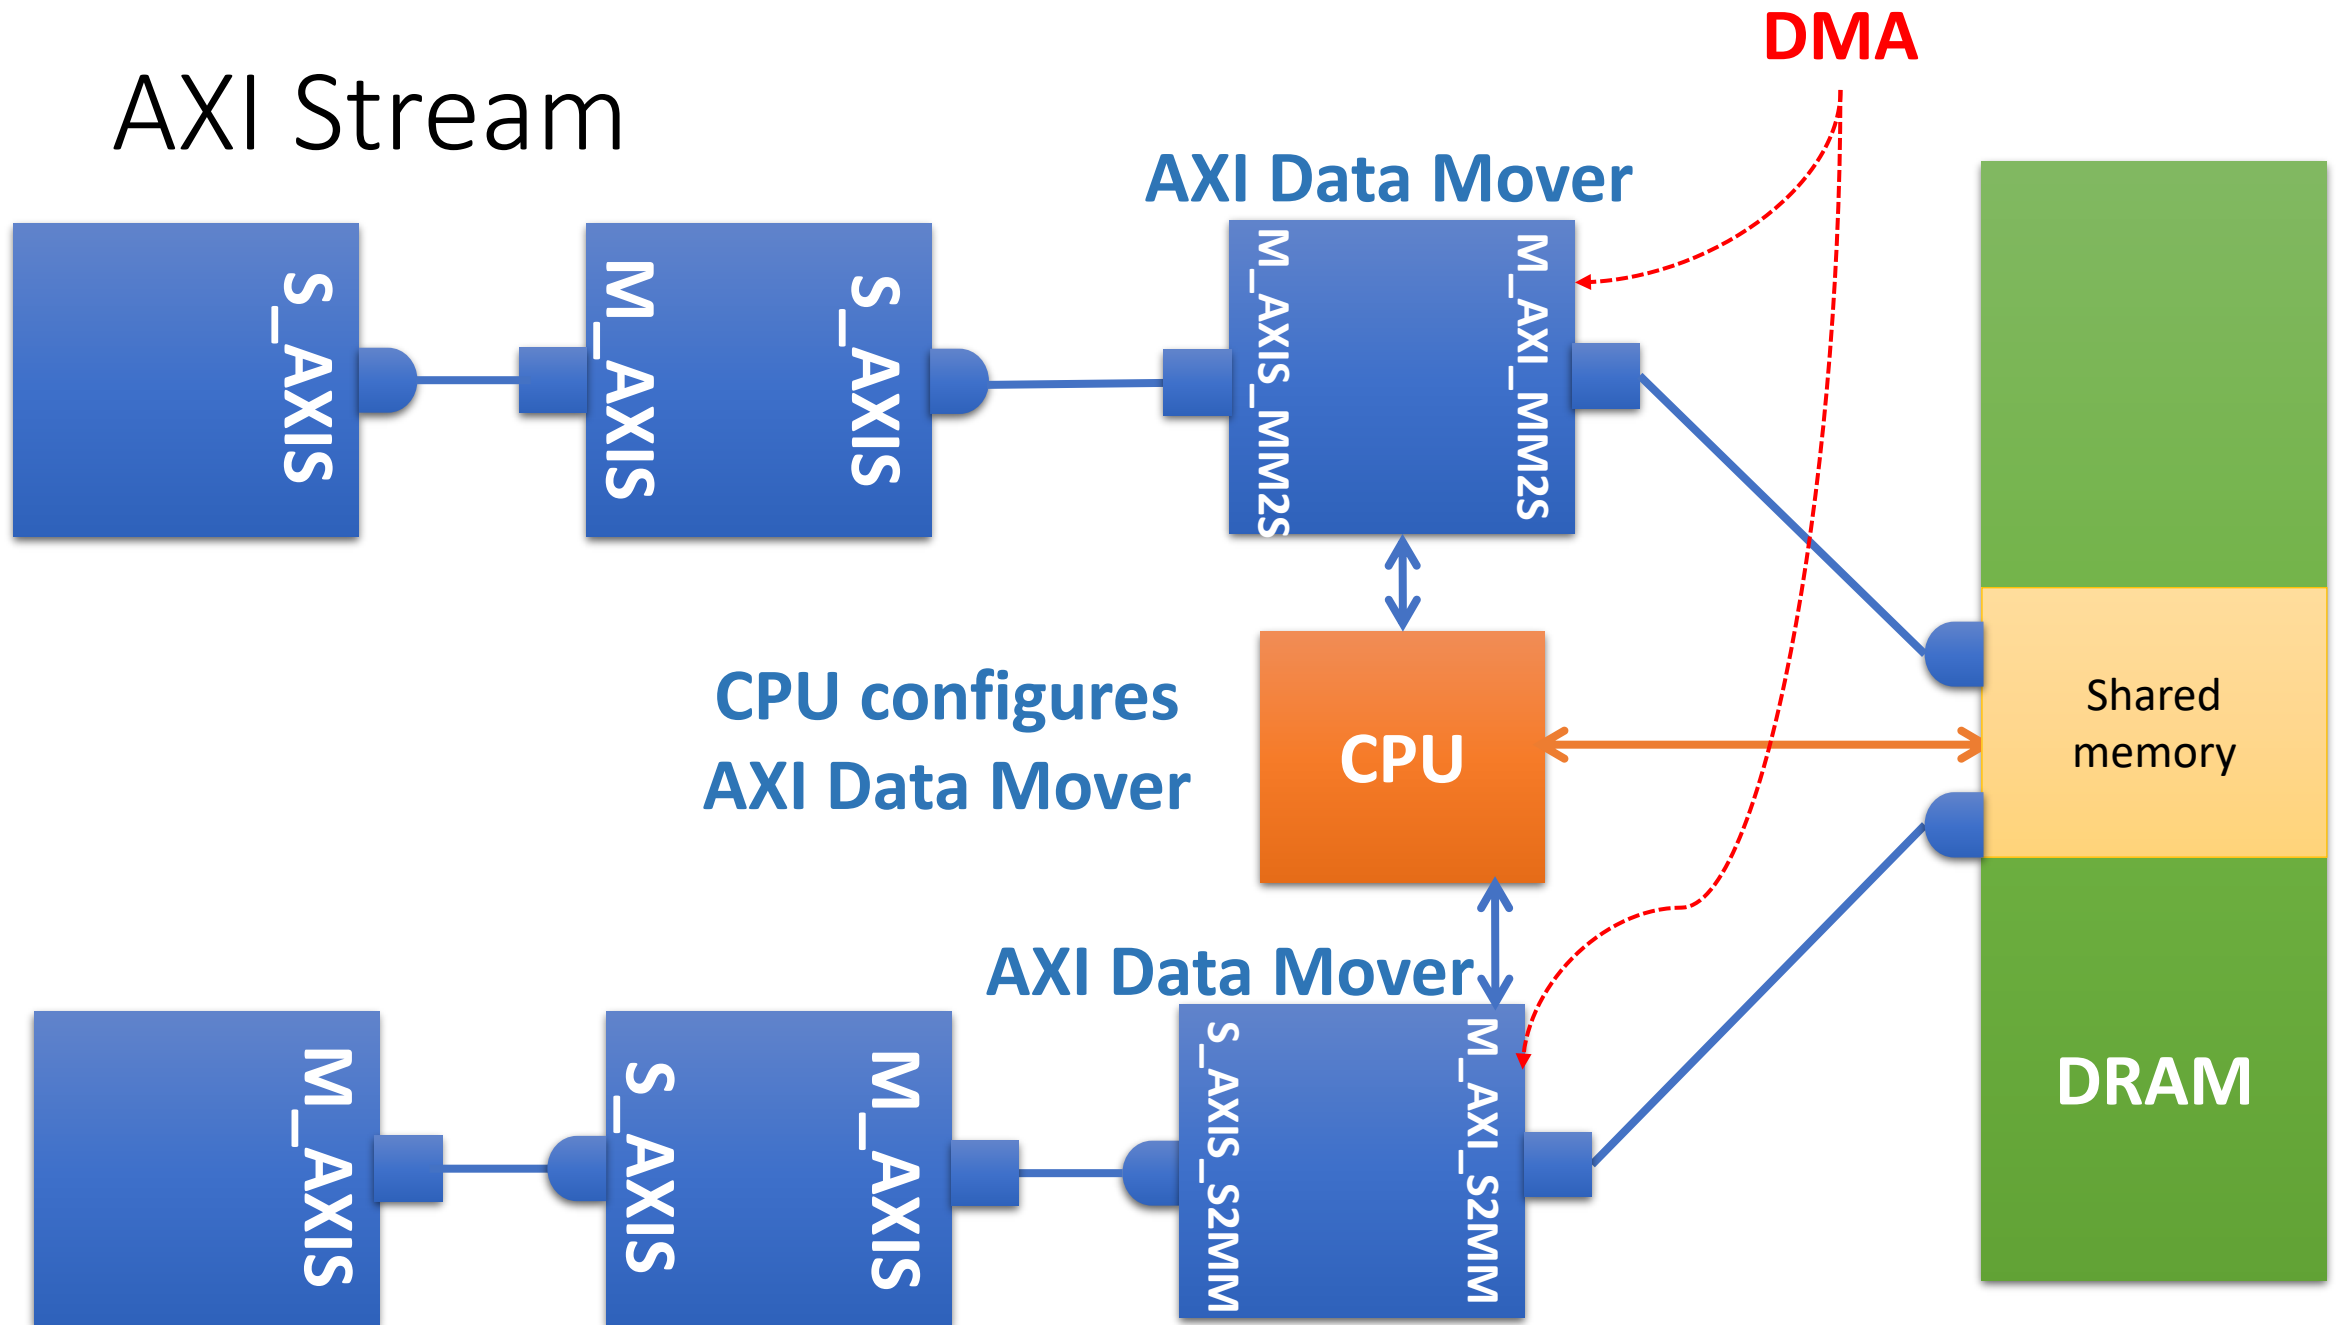 DMA
AXI Stream
AXI Data Mover
S_AXIS
M_AXIS
S_AXIS
M_AXIS_MM2S
M_AXI_MM2S
CPU configures
AXI Data Mover
CPU
Shared
memory
AXI Data Mover
M_AXIS
S_AXIS
M_AXIS
S_AXIS_S2MM
M_AXI_S2MM
DRAM